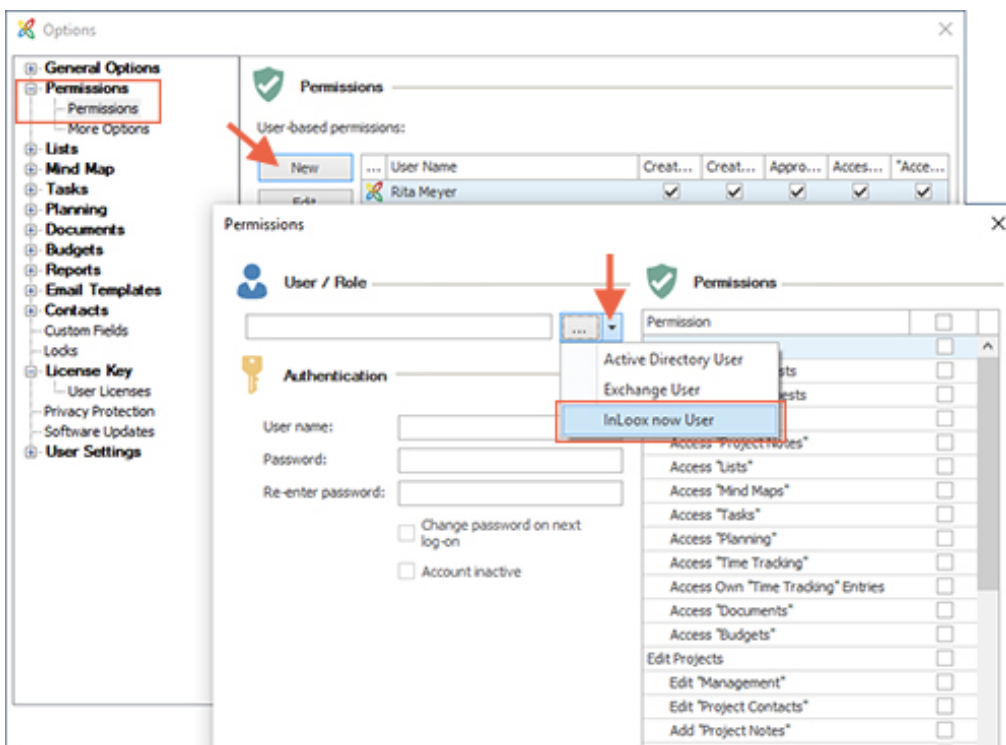 Options
General Options
Permissions
Permissions
More Options
Lists
Mind Map
Tasks
Planning
Documents
Budgets
Reports
Email Templates
Contacts
Custom Fields
Locks
License Key
User Licenses
Privacy Protection
Software Updates
User Settings
Permissions
User-based permissions:
New
... User Name Creat... Creat... Appro... Acces... "Acce...
Rita Meyer
Edit
Permissions
User / Role
...
Active Directory User
Exchange User
InLoox now User
Authentication
User name:
Password:
Re-enter password:
Change password on next
log-on
Account inactive
Permissions
Permission
Access "Project Notes"
Access "Lists"
Access "Mind Maps"
Access "Tasks"
Access "Planning"
Access "Time Tracking"
Access Own "Time Tracking" Entries
Access "Documents"
Access "Budgets"
Edit Projects
Edit "Management"
Edit "Project Contacts"
Add "Project Notes"